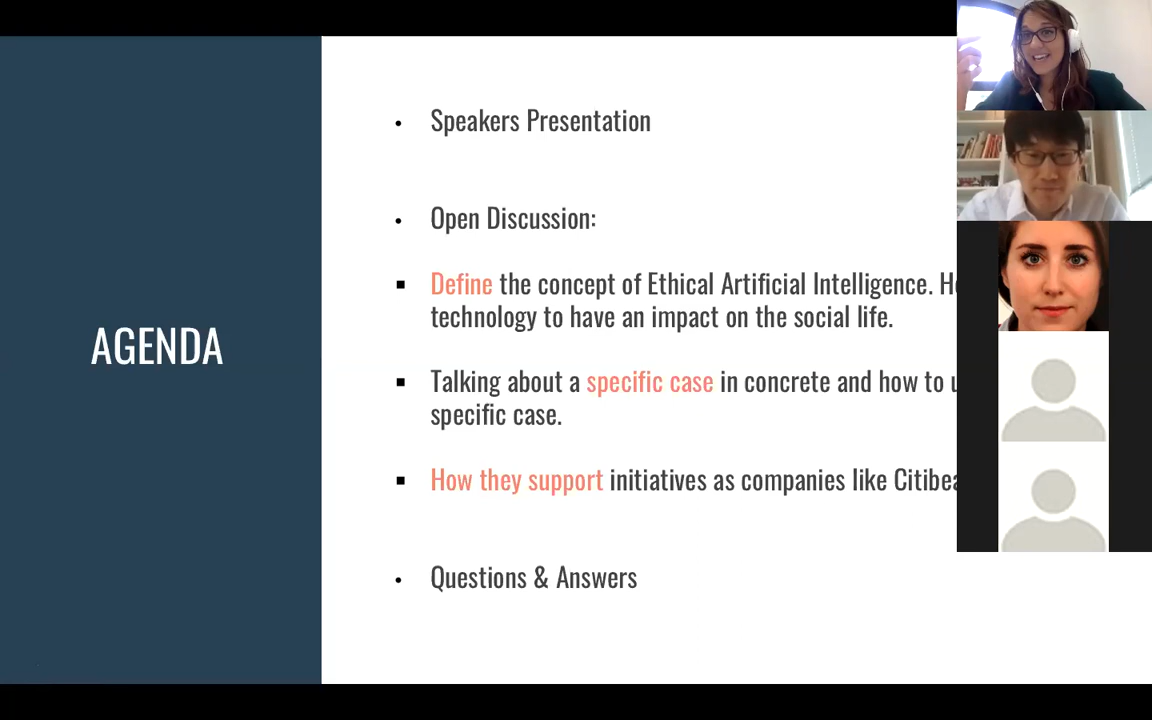 AGENDA
Speakers Presentation
Open Discussion:
Define the concept of Ethical Artificial Intelligence.
technology to have an impact on the social life.
Talking about a specific case in concrete and how to
specific case.
How they support initiatives as companies like
Questions & Answers